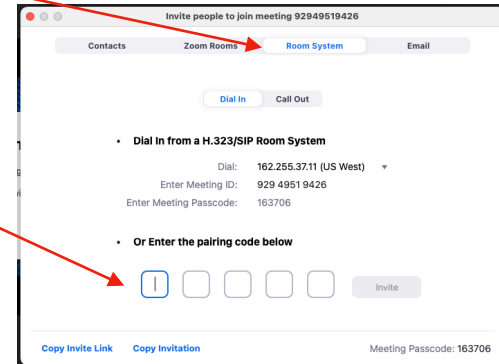 Invite people to join meeting 92949519426
Contacts Zoom Rooms Room System Email
Dial In Call Out
• Dial In from a H.323/SIP Room System
Dial: 162.255.37.11 (US West)
Enter Meeting ID: 929 4951 9426
Enter Meeting Passcode: 163706
• Or Enter the pairing code below
Invite
Copy Invite Link Copy Invitation Meeting Passcode: 163706